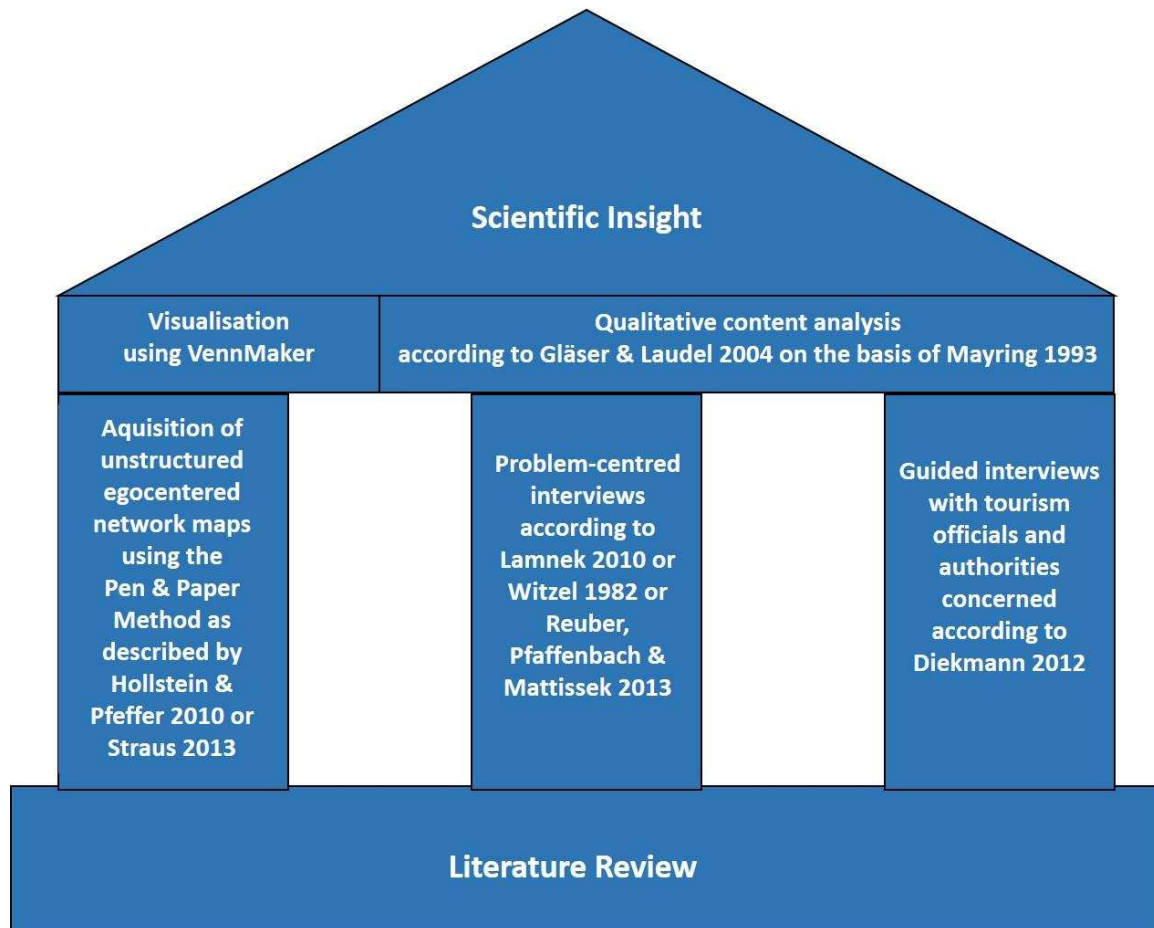 Scientific Insight
Visualisation
using VennMaker
Qualitative content analysis
according to Gläser & Laudel 2004 on the basis of Mayring 1993
Aquisition of
unstructured
egocentered
network maps
using the
Pen & Paper
Method as
described by
Hollstein &
Pfeffer 2010 or
Straus 2013
Problem-centred
interviews
according to
Lamnek 2010 or
Witzel 1982 or
Reuber,
Pfaffenbach &
Mattissek 2013
Guided interviews
with tourism
officials and
authorities
concerned
according to
Diekmann 2012
Literature Review